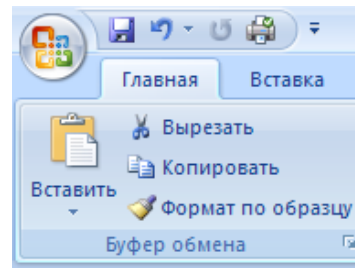 Главная Вставка
Вырезать
Копировать
Вставить
Формат по образцу
Буфер обмена